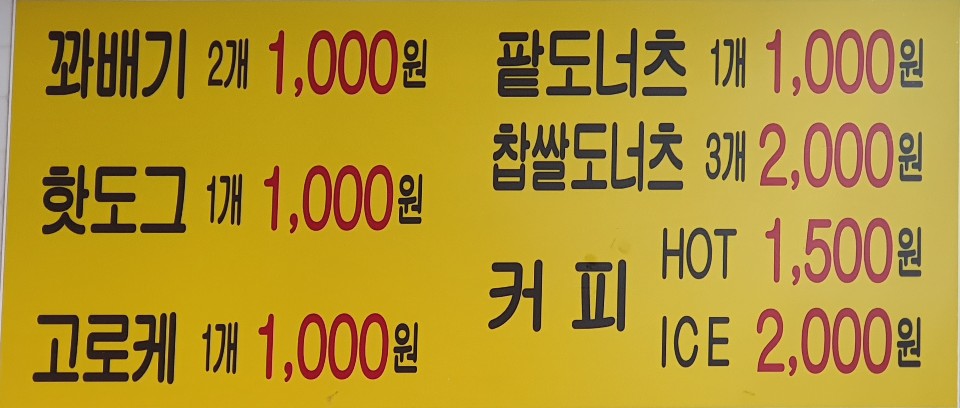 꽈배기 2개 1,000원
핫도그 1개 1,000원
고로케 1개 1,000원
팥도너츠 1개 1,000원
찹쌀도너츠 3개 2,000원
커피 HOT 1,500원
ICE 2,000원